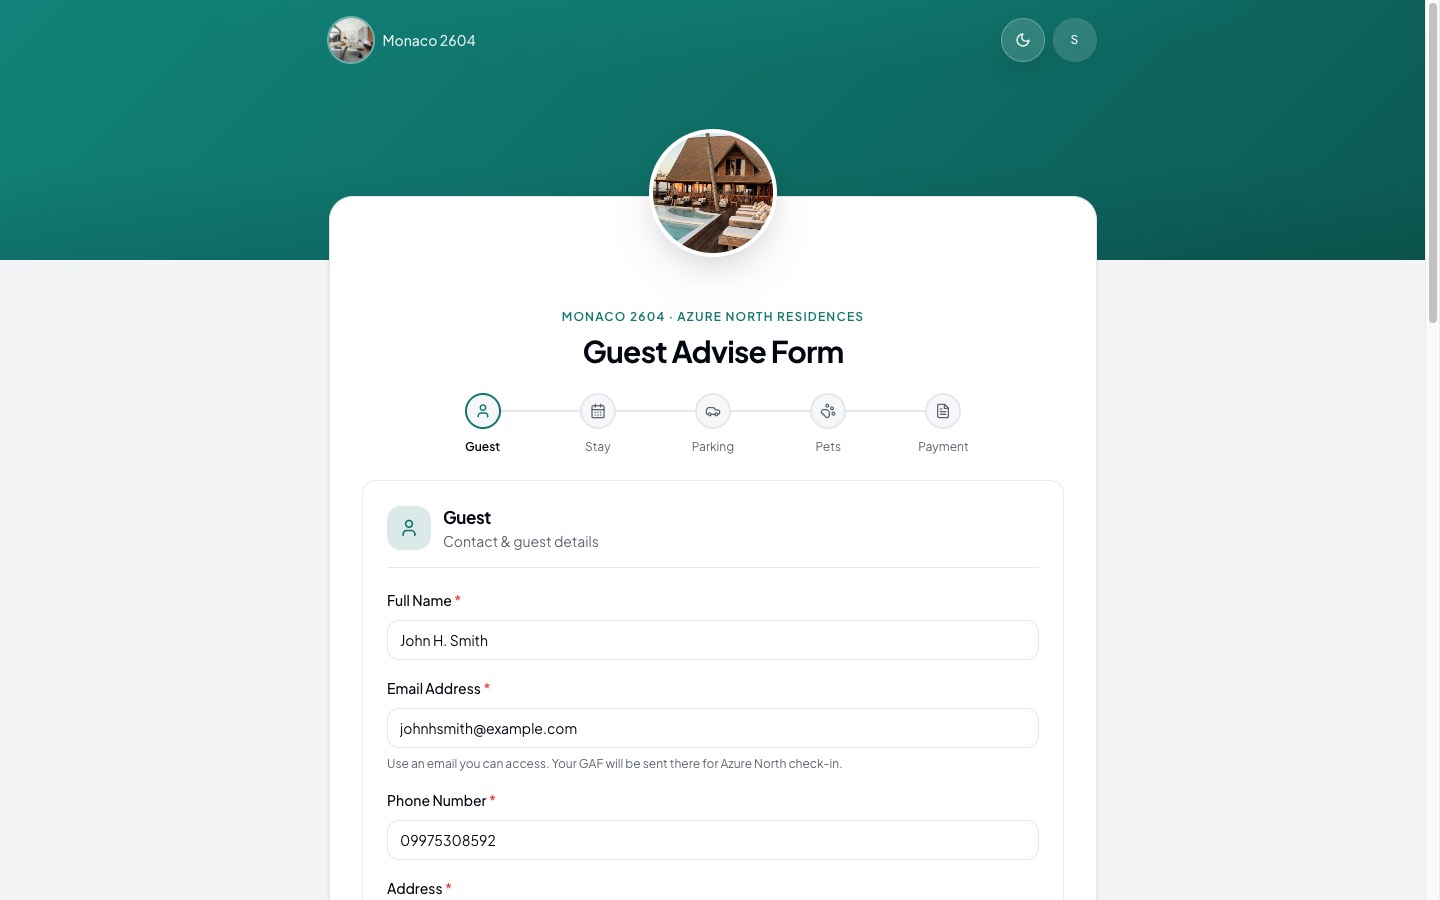 Monaco 2604
S
MONACO 2604 · AZURE NORTH RESIDENCES
Guest Advise Form
Guest
Stay
Parking
Pets
Payment
Guest
Contact & guest details
Full Name *
John H. Smith
Email Address *
johnhsmith@example.com
Use an email you can access. Your GAF will be sent there for Azure North check-in.
Phone Number *
09975308592
Address *